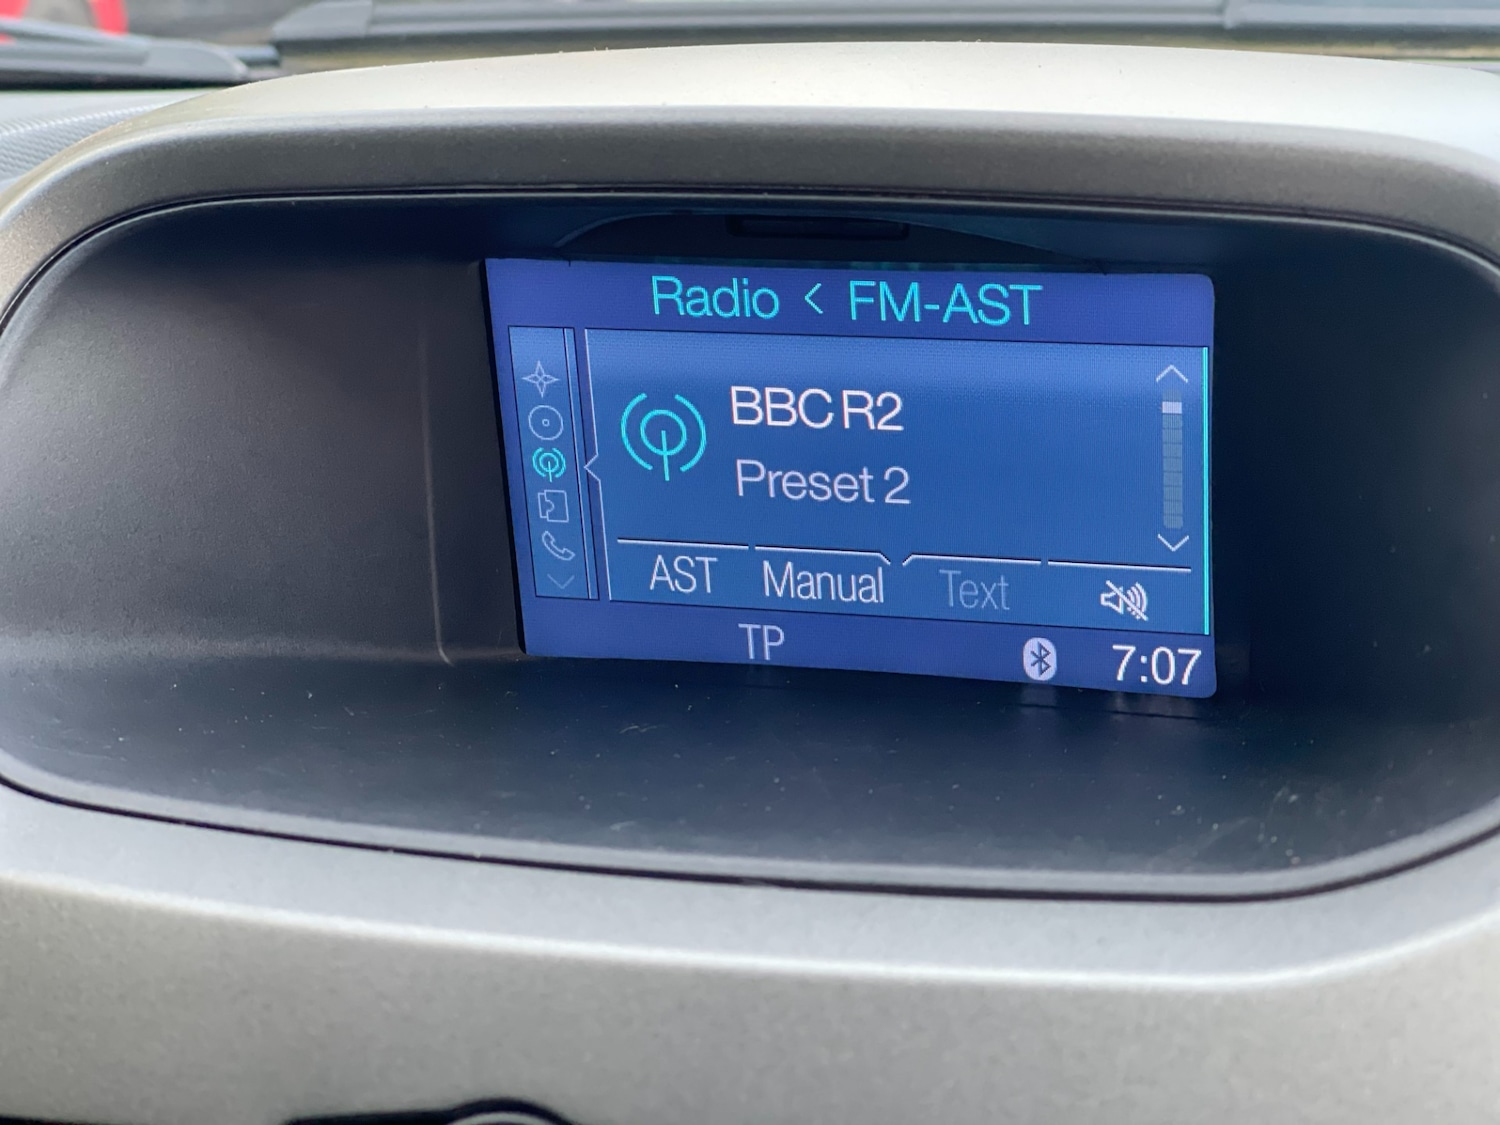 Radio < FM-AST
BBC R2
Preset 2
AST Manual Text
TP 7:07